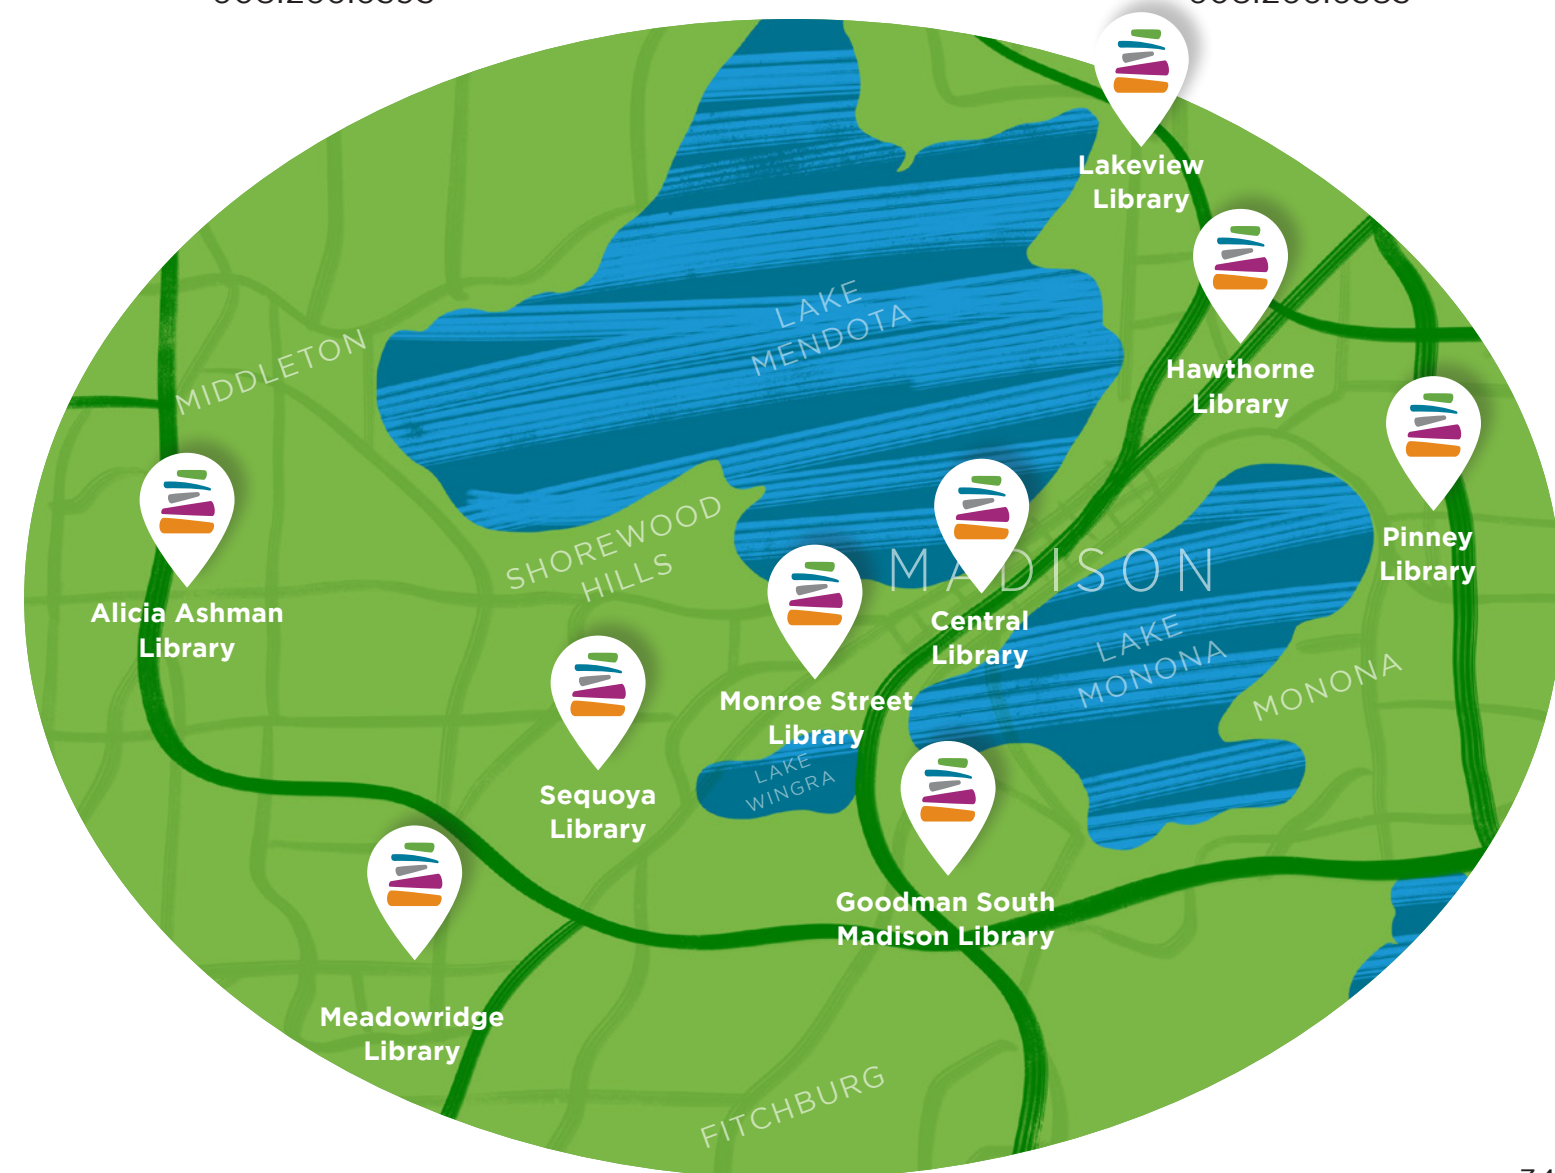 Lakeview
Library
Hawthorne
Library
LAKE
MENDOTA
MIDDLETON
Pinney
Library
SHOREWOOD
HILLS
MADISON
Alicia Ashman
Library
Central
Library
LAKE
MONONA
MONONA
Monroe Street
Library
LAKE
WINGRA
Sequoya
Library
Goodman South
Madison Library
Meadowridge
Library
FITCHBURG